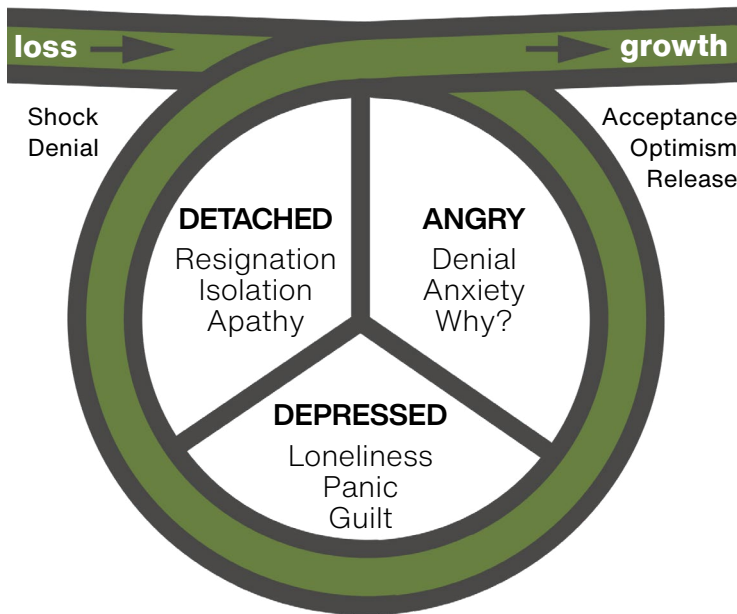 loss
growth
Shock
Denial
Acceptance
Optimism
Release
DETACHED
Resignation
Isolation
Apathy
ANGRY
Denial
Anxiety
Why?
DEPRESSED
Loneliness
Panic
Guilt